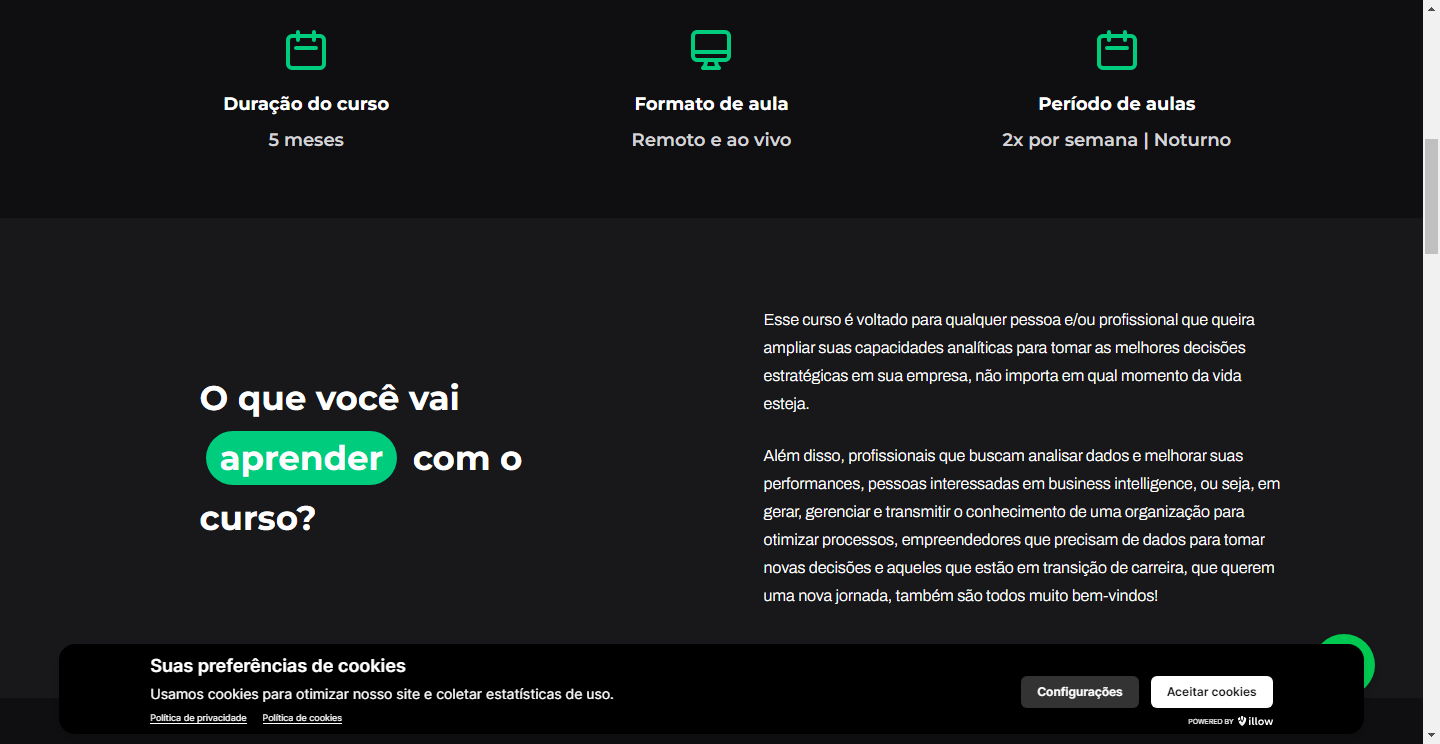 Duração do curso
5 meses
Formato de aula
Remoto e ao vivo
Período de aulas
2x por semana | Noturno
O que você vai
aprender com o
curso?
Esse curso é voltado para qualquer pessoa e/ou profissional que queira
ampliar suas capacidades analíticas para tomar as melhores decisões
estratégicas em sua empresa, não importa em qual momento da vida
esteja.
Além disso, profissionais que buscam analisar dados e melhorar suas
performances, pessoas interessadas em business intelligence, ou seja, em
gerar, gerenciar e transmitir o conhecimento de uma organização para
otimizar processos, empreendedores que precisam de dados para tomar
novas decisões e aqueles que estão em transição de carreira, que querem
uma nova jornada, também são todos muito bem-vindos!
Suas preferências de cookies
Usamos cookies para otimizar nosso site e coletar estatísticas de uso.
Política de privacidade Política de cookies
Configurações
Aceitar cookies
POWERED BY illow